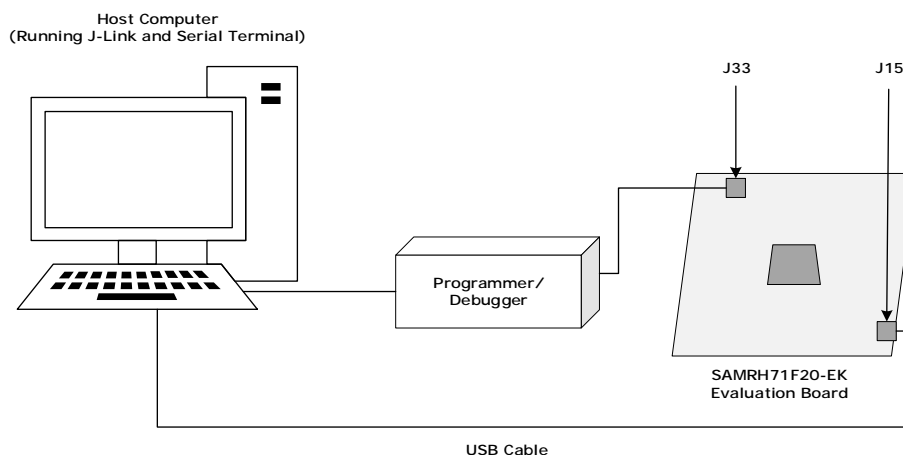 Host Computer
(Running J-Link and Serial Terminal)
J33
J15
Programmer/
Debugger
SAMRH71F20-EK
Evaluation Board
USB Cable